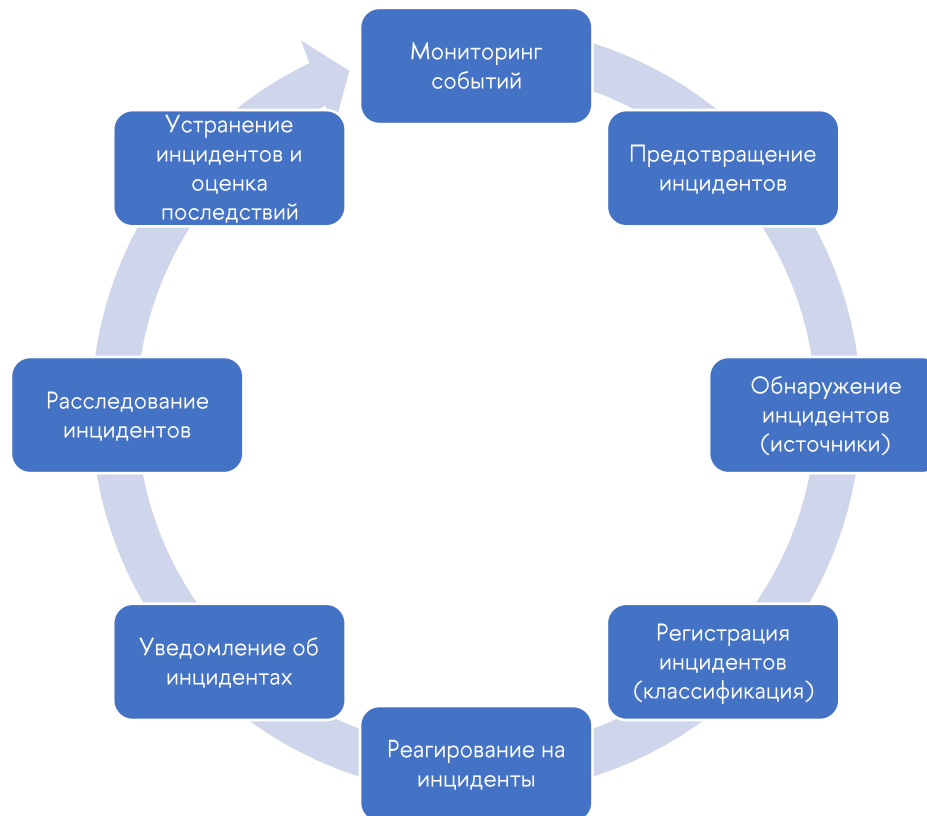 Мониторинг
событий
Предотвращение
инцидентов
Обнаружение
инцидентов
(источники)
Регистрация
инцидентов
(классификация)
Реагирование на
инциденты
Уведомление об
инцидентах
Расследование
инцидентов
Устранение
инцидентов и
оценка
последствий